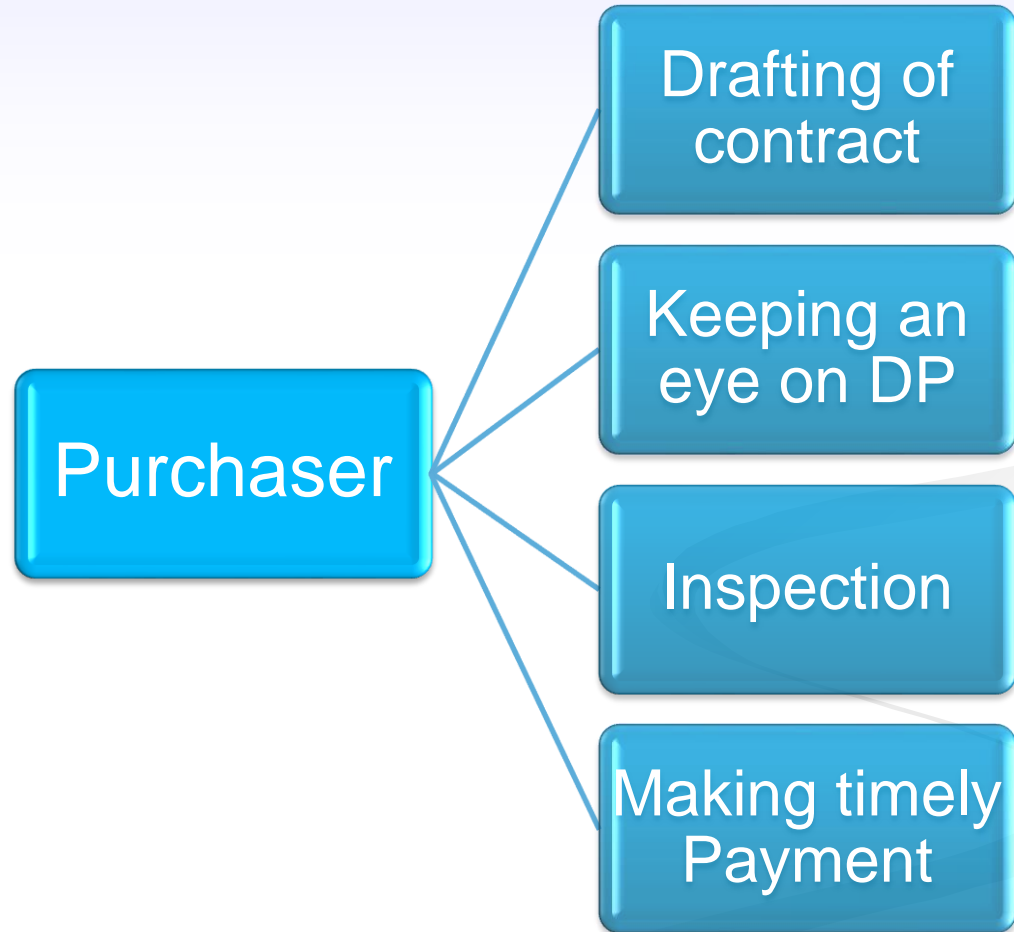 Purchaser
Drafting of
contract
Keeping an
eye on DP
Inspection
Making timely
Payment